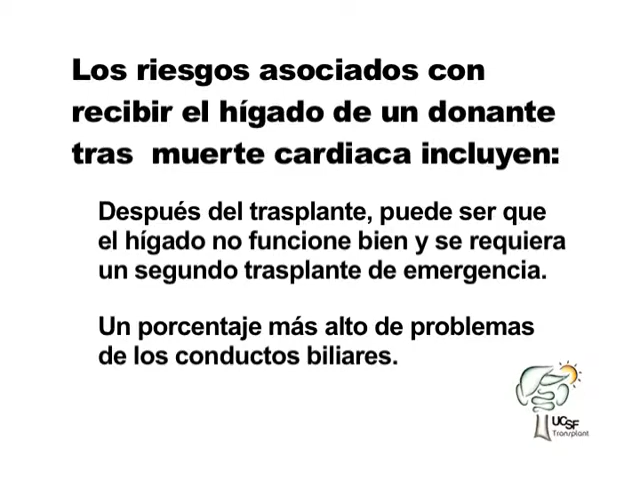 Los riesgos asociados con
recibir el hígado de un donante
tras muerte cardiaca incluyen:
Después del trasplante, puede ser que
el hígado no funcione bien y se requiera
un segundo trasplante de emergencia.
Un porcentaje más alto de problemas
de los conductos biliares.
UCSF
Transplant